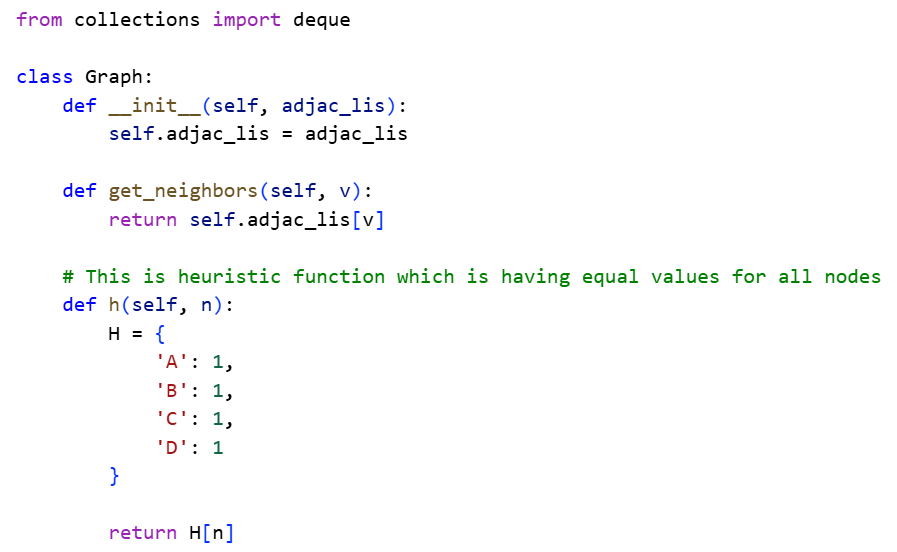 from collections import deque
class Graph:
    def __init__(self, adjac_lis):
        self.adjac_lis = adjac_lis
    def get_neighbors(self, v):
        return self.adjac_lis[v]
    # This is heuristic function which is having equal values for all nodes
    def h(self, n):
        H = {
            'A': 1,
            'B': 1,
            'C': 1,
            'D': 1
        }
        return H[n]